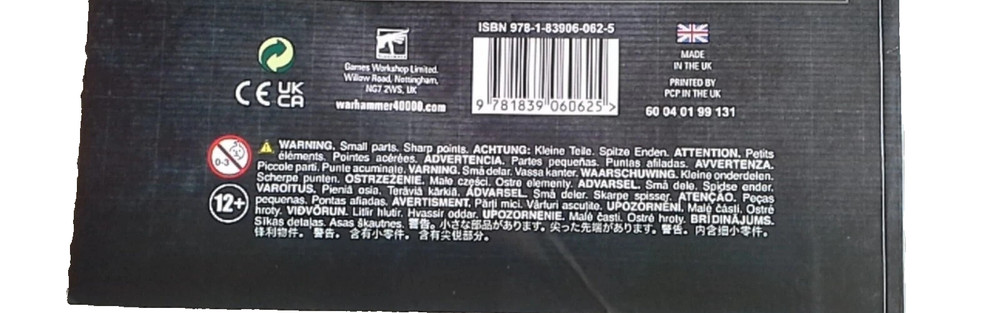 ISBN 978-1-83906-062-5
9 781839 060625 >
CE UK CA
Games Workshop Limited.
Willow Road, Nottingham,
NG7 2WS, UK
warhammer40000.com
MADE
IN THE UK
PRINTED BY
PCP IN THE UK
60 04 01 99 131
0-3
12+
WARNING. Small parts. Sharp points. ACHTUNG: Kleine Teile. Spitze Enden. ATTENTION. Petits
éléments. Pointes acérées. ADVERTENCIA. Partes pequeñas. Puntas afiladas. AVVERTENZA.
Piccole parti. Punte acuminate. VARNING. Små delar. Vassa kanter. WAARSCHUWING. Kleine onderdelen.
Scherpe punten. OSTRZEŻENIE. Małe części. Ostre elementy. ADVARSEL. Små dele. Spidse ender.
VAROITUS. Pieniä osia. Teräviä kärkiä. ADVARSEL. Små deler. Skarpe spisser. ATENÇÃO. Peças
pequenas. Pontas afiadas. AVERTISMENT. Părți mici. Vârfuri ascuțite. UPOZORNĚNÍ. Malé části. Ostré
hroty. VIÐVÖRUN. Litlir hlutir. Hvassir oddar. UPOZORNENIE. Malé časti. Ostré hroty. BRĪDINĀJUMS.
Sīkas detaļas. Asas šķautnes. 警告。小さな部品があります。尖った先端があります。警告。内含细小零件。
锋利物件。警告。含有小零件。含有尖锐部分。